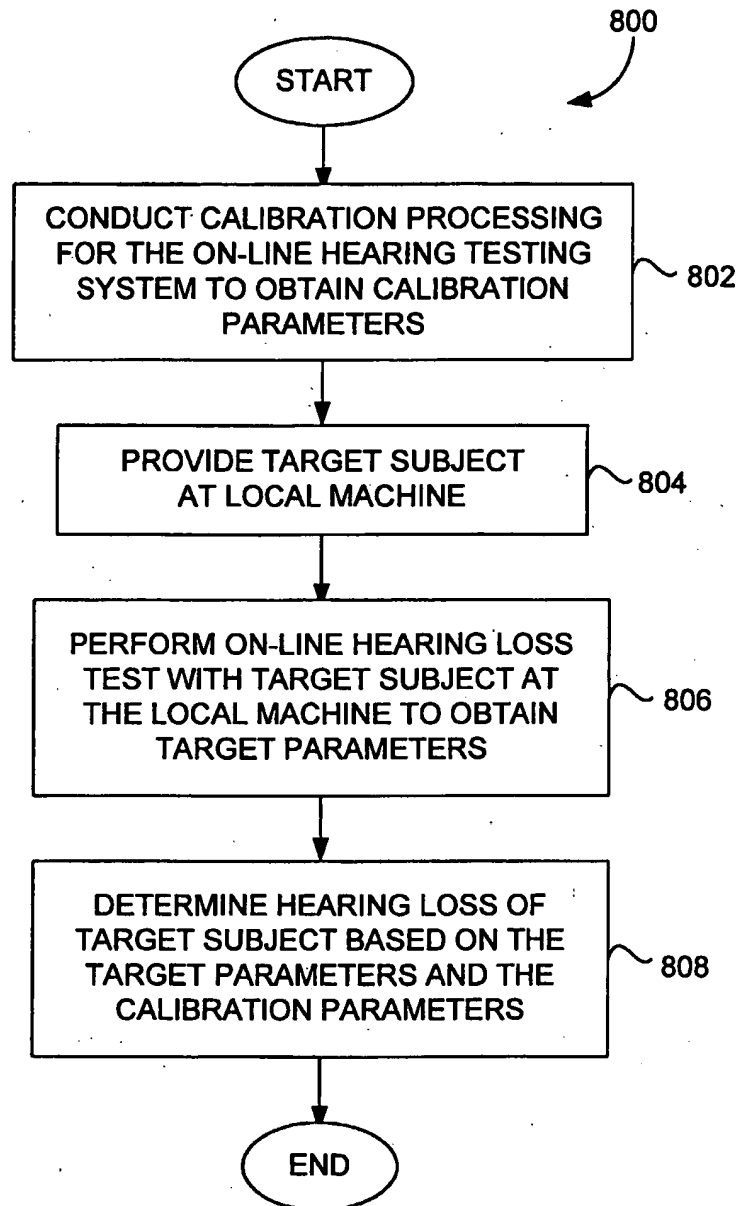 800
START
CONDUCT CALIBRATION PROCESSING
FOR THE ON-LINE HEARING TESTING
SYSTEM TO OBTAIN CALIBRATION
PARAMETERS
802
PROVIDE TARGET SUBJECT
AT LOCAL MACHINE
804
PERFORM ON-LINE HEARING LOSS
TEST WITH TARGET SUBJECT AT
THE LOCAL MACHINE TO OBTAIN
TARGET PARAMETERS
806
DETERMINE HEARING LOSS OF
TARGET SUBJECT BASED ON THE
TARGET PARAMETERS AND THE
CALIBRATION PARAMETERS
808
END